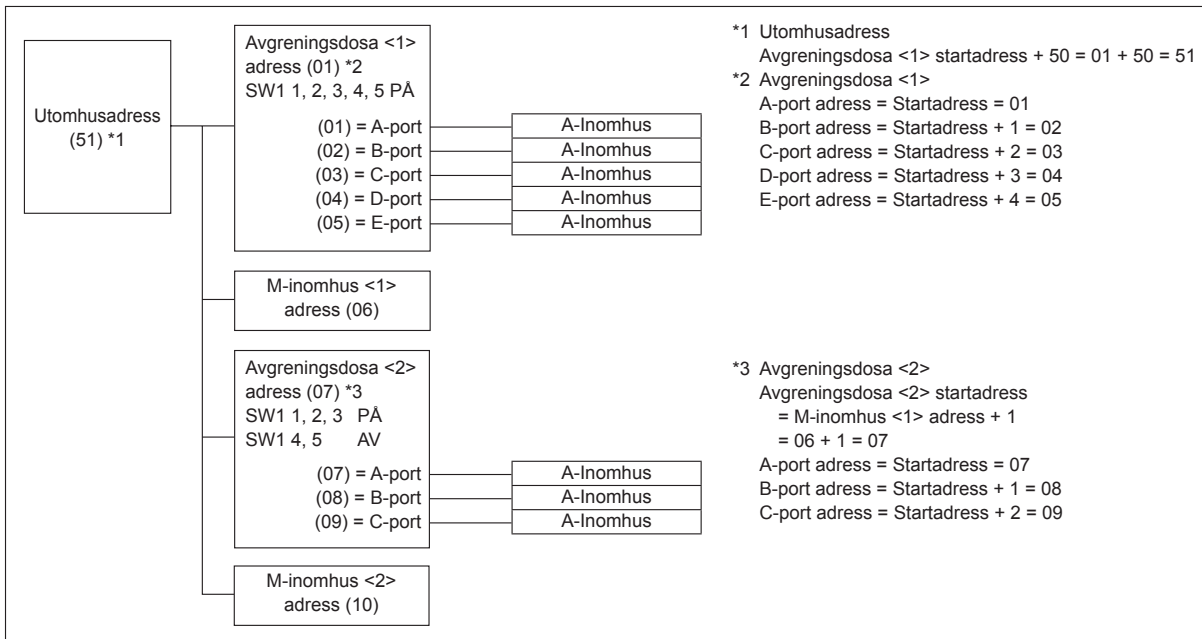 Utomhusadress
(51) *1
Avgreningsdosa <1>
adress (01) *2
SW1 1, 2, 3, 4, 5 PÅ
(01) = A-port
A-Inomhus
(02) = B-port
A-Inomhus
(03) = C-port
A-Inomhus
(04) = D-port
A-Inomhus
(05) = E-port
A-Inomhus
M-inomhus <1>
adress (06)
Avgreningsdosa <2>
adress (07) *3
SW1 1, 2, 3 PÅ
SW1 4, 5 AV
(07) = A-port
A-Inomhus
(08) = B-port
A-Inomhus
(09) = C-port
A-Inomhus
M-inomhus <2>
adress (10)
*1 Utomhusadress
Avgreningsdosa <1> startadress + 50 = 01 + 50 = 51
*2 Avgreningsdosa <1>
A-port adress = Startadress = 01
B-port adress = Startadress + 1 = 02
C-port adress = Startadress + 2 = 03
D-port adress = Startadress + 3 = 04
E-port adress = Startadress + 4 = 05
*3 Avgreningsdosa <2>
Avgreningsdosa <2> startadress
= M-inomhus <1> adress + 1
= 06 + 1 = 07
A-port adress = Startadress = 07
B-port adress = Startadress + 1 = 08
C-port adress = Startadress + 2 = 09